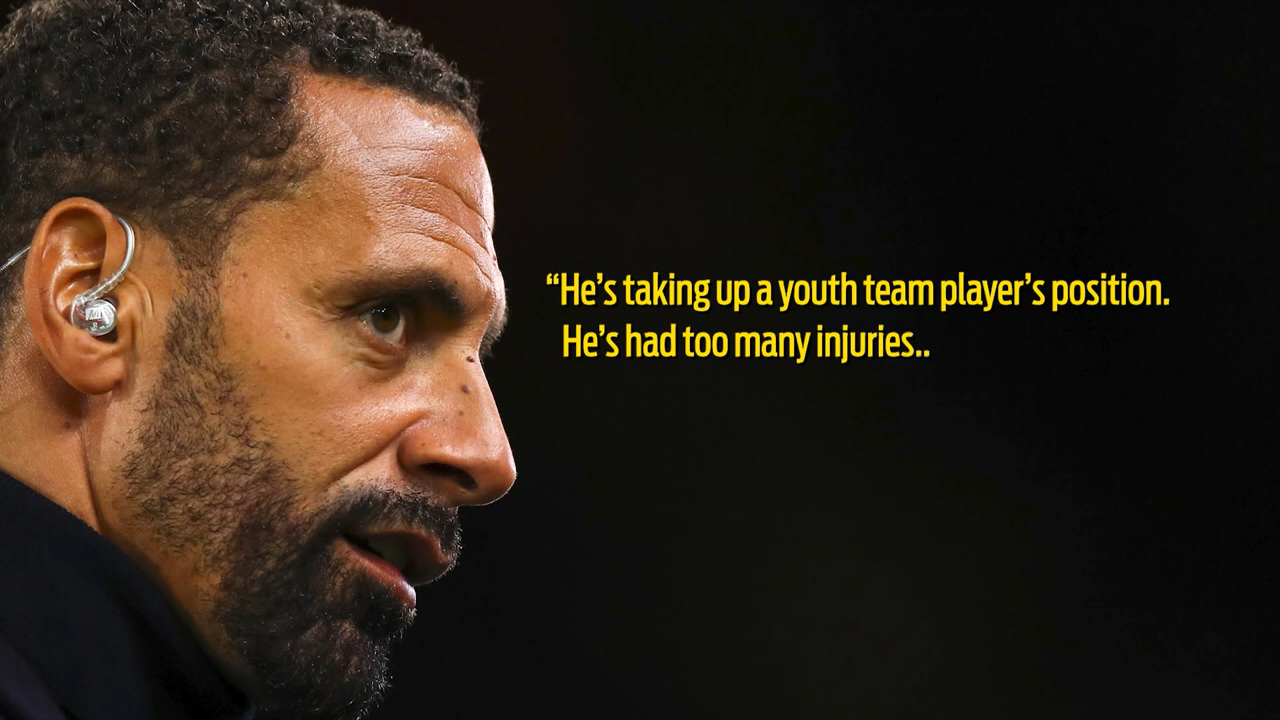 “He’s taking up a youth team player’s position.
He’s had too many injuries..